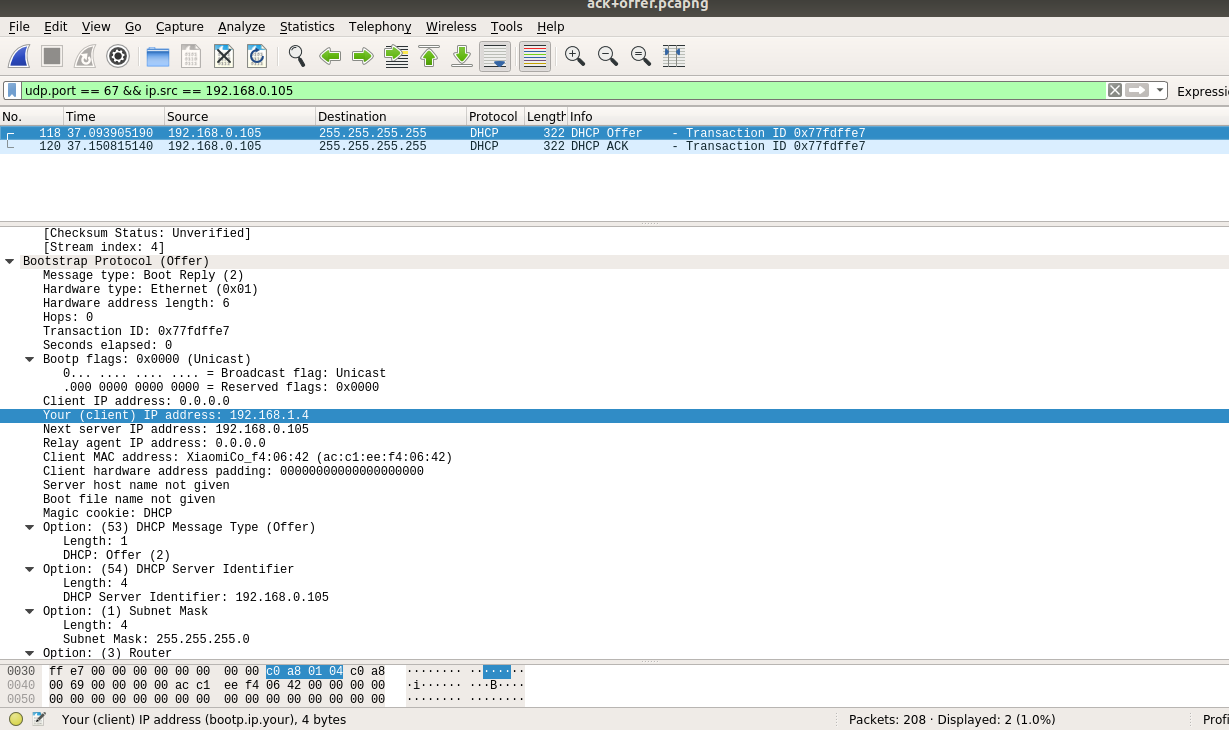 ack+offer.pcapng
File Edit View Go Capture Analyze Statistics Telephony Wireless Tools Help
udp.port == 67 && ip.src == 192.168.0.105 Expressi
No. Time Source Destination Protocol Length Info
118 37.093905190 192.168.0.105 255.255.255.255 DHCP 322 DHCP Offer - Transaction ID 0x77fdffe7
120 37.150815140 192.168.0.105 255.255.255.255 DHCP 322 DHCP ACK - Transaction ID 0x77fdffe7
[Checksum Status: Unverified]
[Stream index: 4]
Bootstrap Protocol (Offer)
Message type: Boot Reply (2)
Hardware type: Ethernet (0x01)
Hardware address length: 6
Hops: 0
Transaction ID: 0x77fdffe7
Seconds elapsed: 0
Bootp flags: 0x0000 (Unicast)
0... .... .... .... = Broadcast flag: Unicast
.000 0000 0000 0000 = Reserved flags: 0x0000
Client IP address: 0.0.0.0
Your (client) IP address: 192.168.1.4
Next server IP address: 192.168.0.105
Relay agent IP address: 0.0.0.0
Client MAC address: XiaomiCo_f4:06:42 (ac:c1:ee:f4:06:42)
Client hardware address padding: 00000000000000000000
Server host name not given
Boot file name not given
Magic cookie: DHCP
Option: (53) DHCP Message Type (Offer)
Length: 1
DHCP: Offer (2)
Option: (54) DHCP Server Identifier
Length: 4
DHCP Server Identifier: 192.168.0.105
Option: (1) Subnet Mask
Length: 4
Subnet Mask: 255.255.255.0
Option: (3) Router
0030 ff e7 00 00 00 00 00 00 00 00 c0 a8 01 04 c0 a8 ········ ········
0040 00 69 00 00 00 00 ac c1 ee f4 06 42 00 00 00 00 ·i······ ···B····
0050 00 00 00 00 00 00 00 00 00 00 00 00 00 00 00 00 ········ ········
Your (client) IP address (bootp.ip.your), 4 bytes Packets: 208 · Displayed: 2 (1.0%) Profi